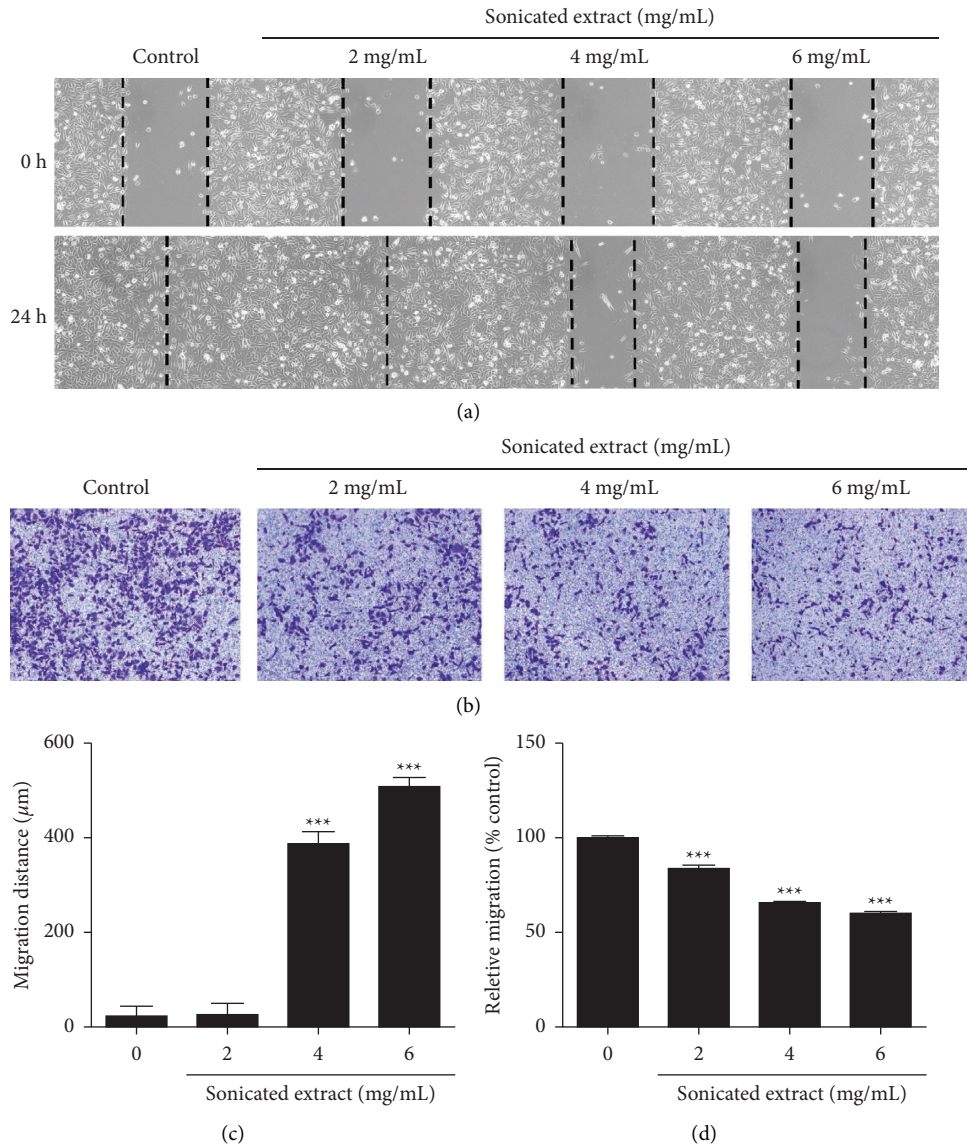 Sonicated extract (mg/mL)
Control 2 mg/mL 4 mg/mL 6 mg/mL
0 h
24 h
(a)
Sonicated extract (mg/mL)
Control 2 mg/mL 4 mg/mL 6 mg/mL
(b)
Migration distance (μm)
600
400
200
0
***
***
0 2 4 6
Sonicated extract (mg/mL)
(c)
Reletive migration (% control)
150
100
50
0
***
***
***
0 2 4 6
Sonicated extract (mg/mL)
(d)